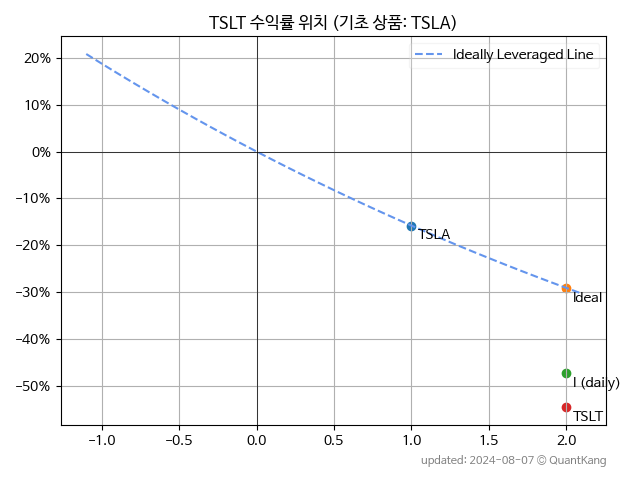 TSLT 수익률 위치 (기초 상품: TSLA)
Ideally Leveraged Line
20%
10%
0%
−10%
−20%
−30%
−40%
−50%
TSLA
Ideal
I (daily)
TSLT
−1.0
−0.5
0.0
0.5
1.0
1.5
2.0
updated: 2024-08-07 © QuantKang